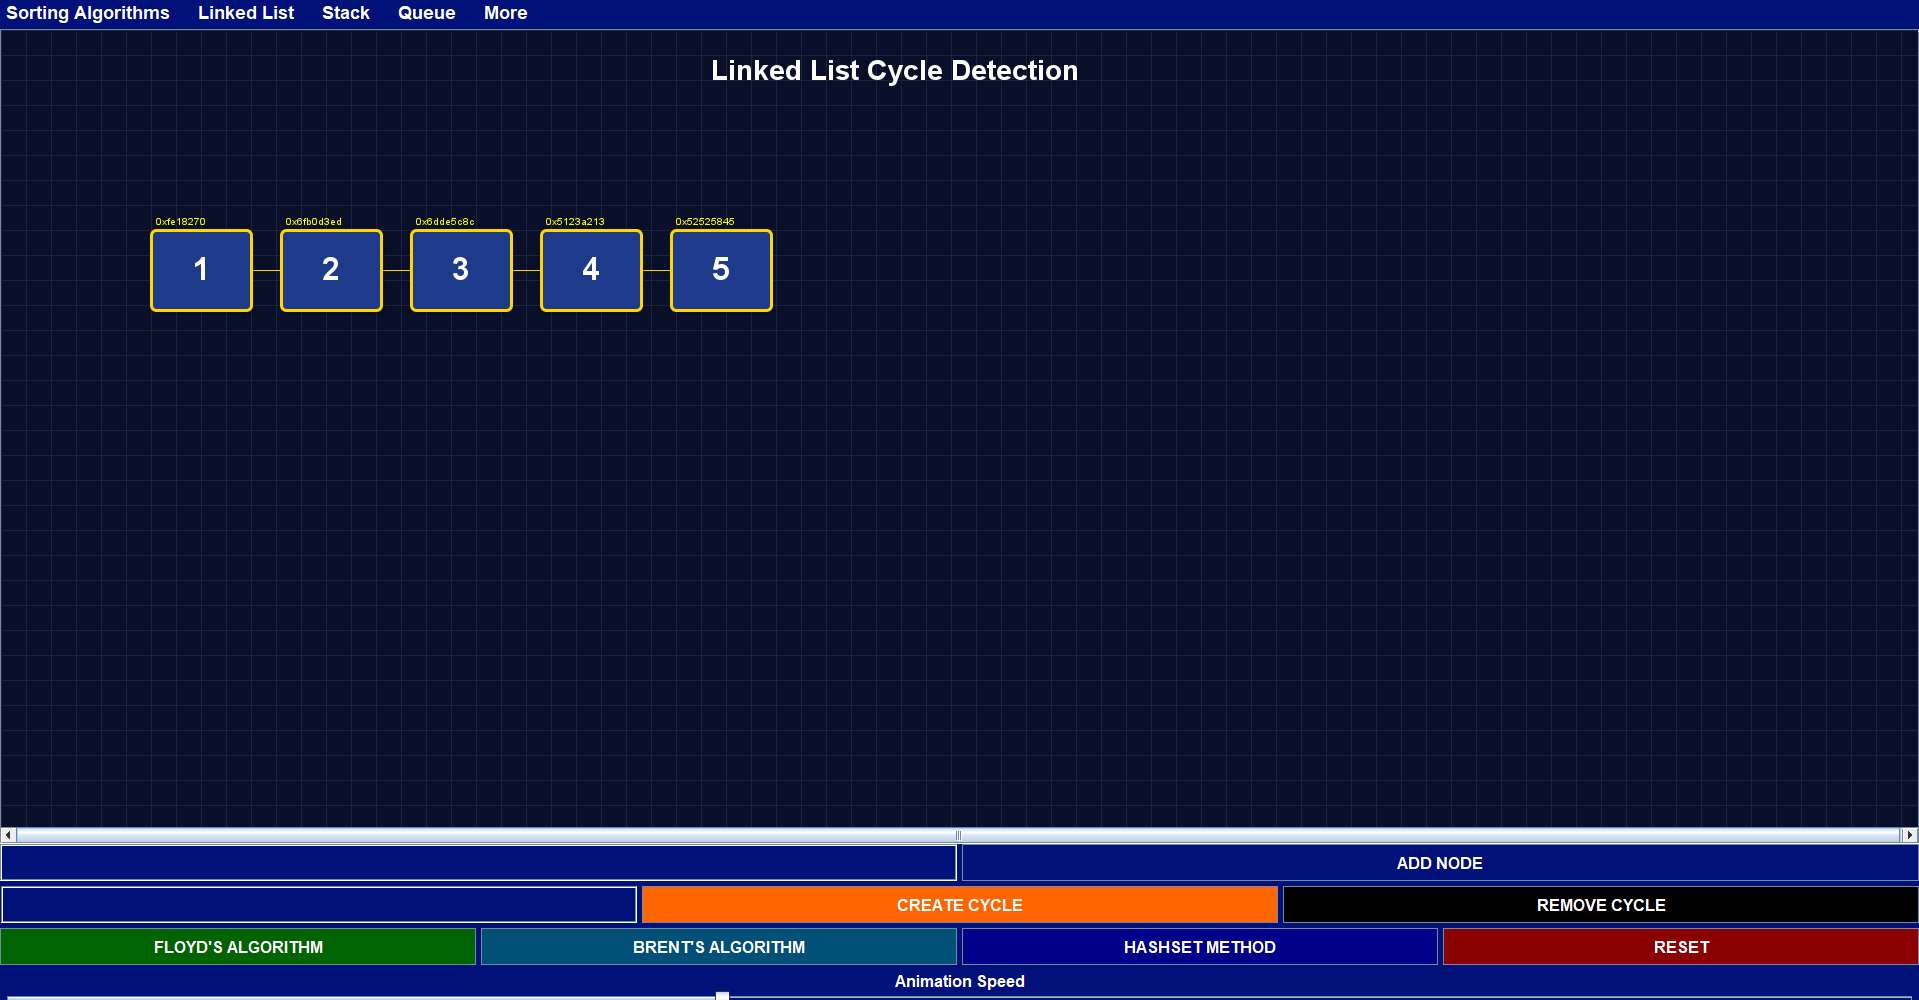 Sorting Algorithms Linked List Stack Queue More
Linked List Cycle Detection
0xfe18270 0x6fb0d3ed 0x6dde5c8c 0x5123a213 0x52525845
1 2 3 4 5
ADD NODE
CREATE CYCLE REMOVE CYCLE
FLOYD'S ALGORITHM BRENT'S ALGORITHM HASHSET METHOD RESET
Animation Speed